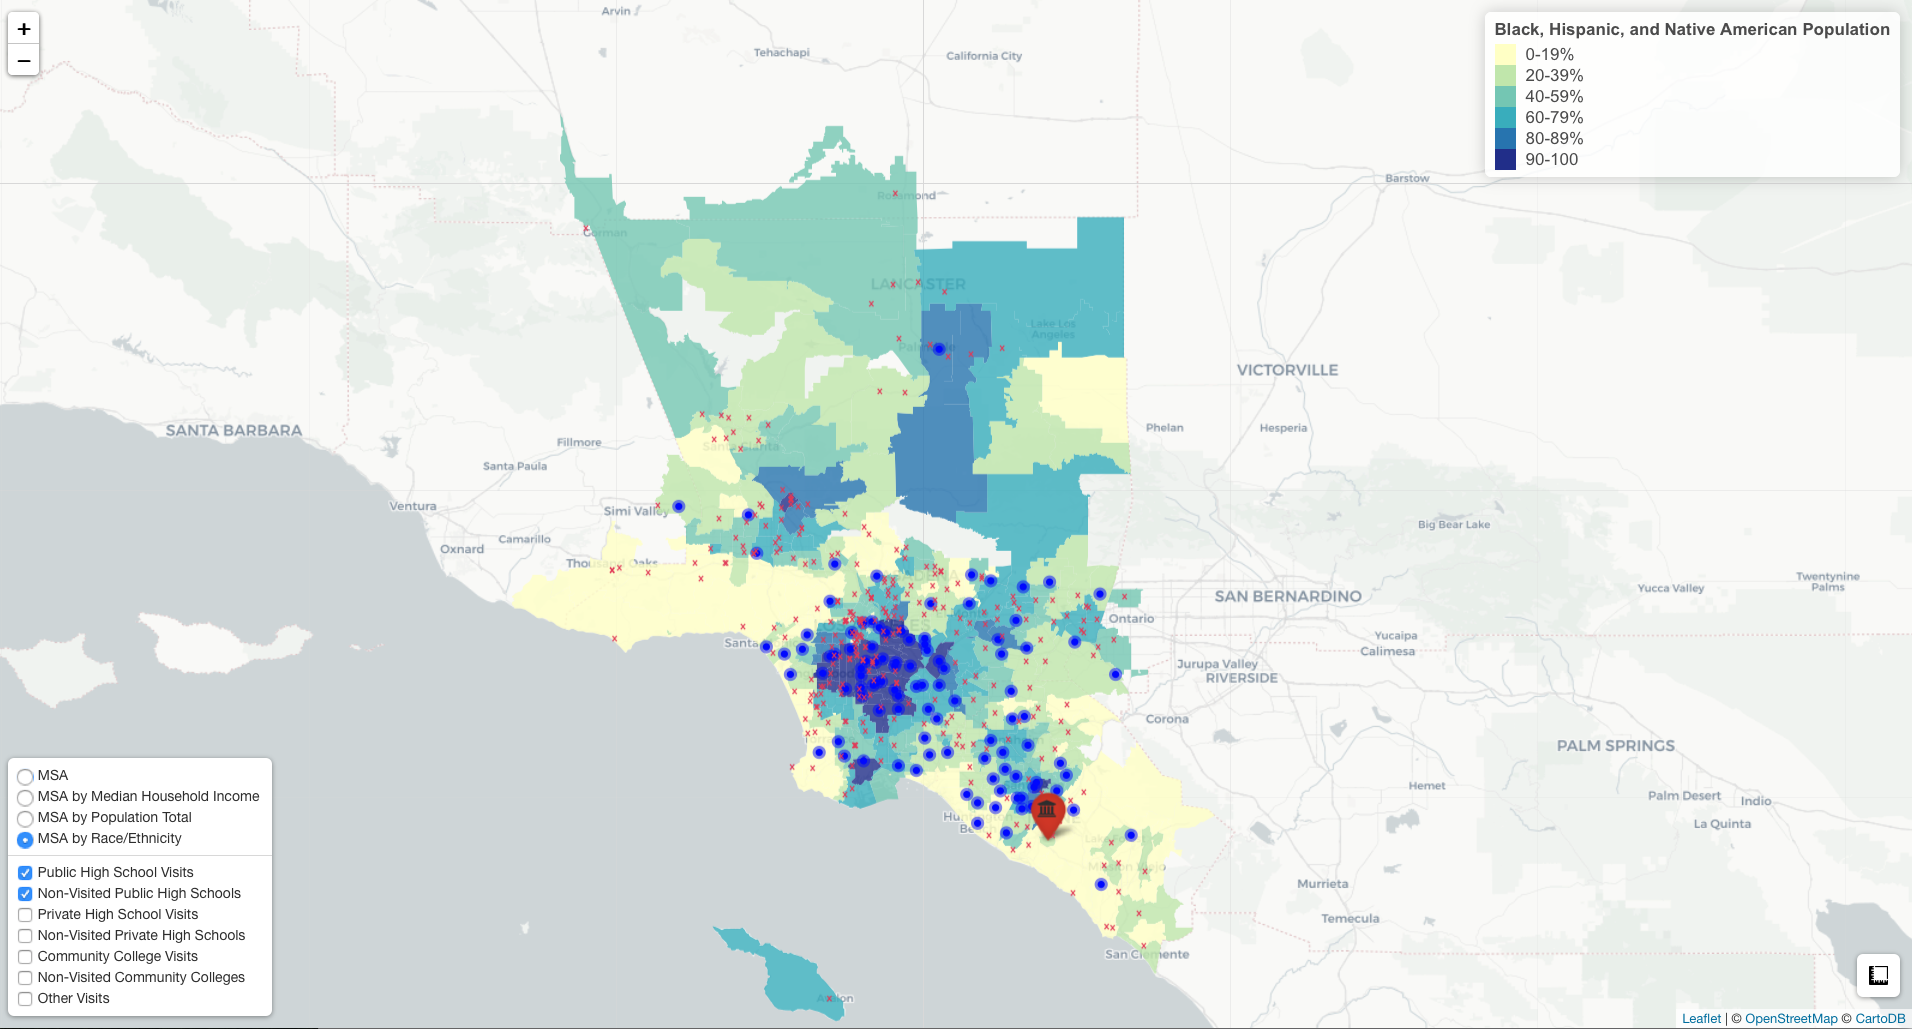 +
−
Black, Hispanic, and Native American Population
0-19%
20-39%
40-59%
60-79%
80-89%
90-100
Arvin
Tehachapi
California City
Barstow
Rosamond
Gorman
LANCASTER
Lake Los
Angeles
VICTORVILLE
SANTA BARBARA
Fillmore
Phelan
Hesperia
Santa Clarita
Santa Paula
Ventura
Simi Valley
Big Bear Lake
Camarillo
Oxnard
Thousand Oaks
Twentynine
Palms
Yucca Valley
SAN BERNARDINO
Ontario
Santa
Yucaipa
Calimesa
Jurupa Valley
RIVERSIDE
Corona
PALM SPRINGS
Hemet
Palm Desert
Indio
La Quinta
Murrieta
Temecula
San Clemente
Avalon
MSA
MSA by Median Household Income
MSA by Population Total
MSA by Race/Ethnicity
Public High School Visits
Non-Visited Public High Schools
Private High School Visits
Non-Visited Private High Schools
Community College Visits
Non-Visited Community Colleges
Other Visits
Leaflet | © OpenStreetMap © CartoDB